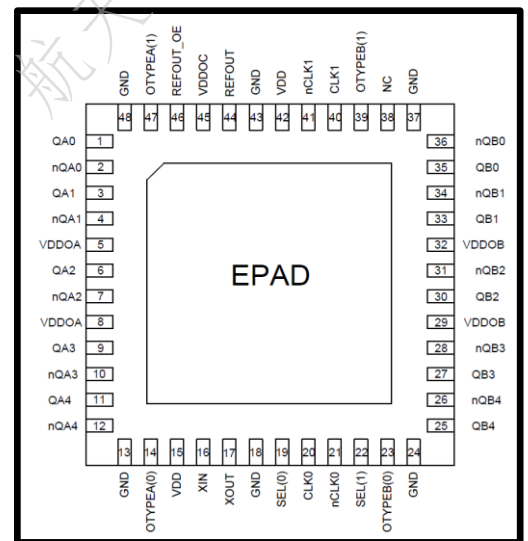 航天
GND
OTYPEA(1)
REFOUT_OE
VDDOC
REFOUT
GND
VDD
nCLK1
CLK1
OTYPEB(1)
NC
GND
48 47 46 45 44 43 42 41 40 39 38 37
QA0 1
nQA0 2
QA1 3
nQA1 4
VDDOA 5
QA2 6
nQA2 7
VDDOA 8
QA3 9
nQA3 10
QA4 11
nQA4 12
EPAD
36 nQB0
35 QB0
34 nQB1
33 QB1
32 VDDOB
31 nQB2
30 QB2
29 VDDOB
28 nQB3
27 QB3
26 nQB4
25 QB4
13 14 15 16 17 18 19 20 21 22 23 24
GND
OTYPEA(0)
VDD
XIN
XOUT
GND
SEL(0)
CLK0
nCLK0
SEL(1)
OTYPEB(0)
GND